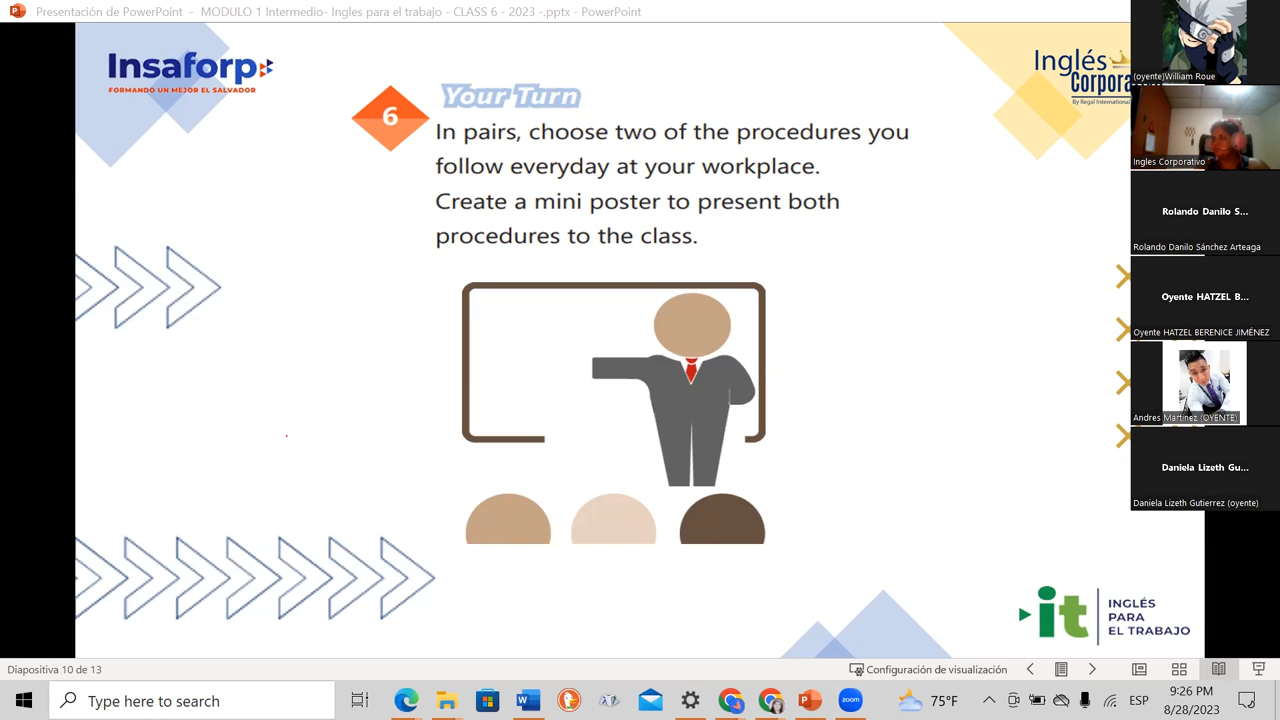 Presentación de PowerPoint - MODULO 1 Intermedio- Ingles para el trabajo - CLASS 6 - 2023 -.pptx - PowerPoint
Insaforp
FORMANDO UN MEJOR EL SALVADOR
Inglés
Corpora
By Regal International
6
Your Turn
In pairs, choose two of the procedures you
follow everyday at your workplace.
Create a mini poster to present both
procedures to the class.
(oyente)William Roue
Ingles Corporativo
Rolando Danilo S...
Rolando Danilo Sánchez Arteaga
Oyente HATZEL B...
Oyente HATZEL BERENICE JIMÉNEZ
Andres Martinez (OYENTE)
Daniela Lizeth Gu...
Daniela Lizeth Gutierrez (oyente)
it
INGLÉS
PARA
EL TRABAJO
Diapositiva 10 de 13
Configuración de visualización
Type here to search
zoom
75°F
ESP
9:26 PM
8/28/2023